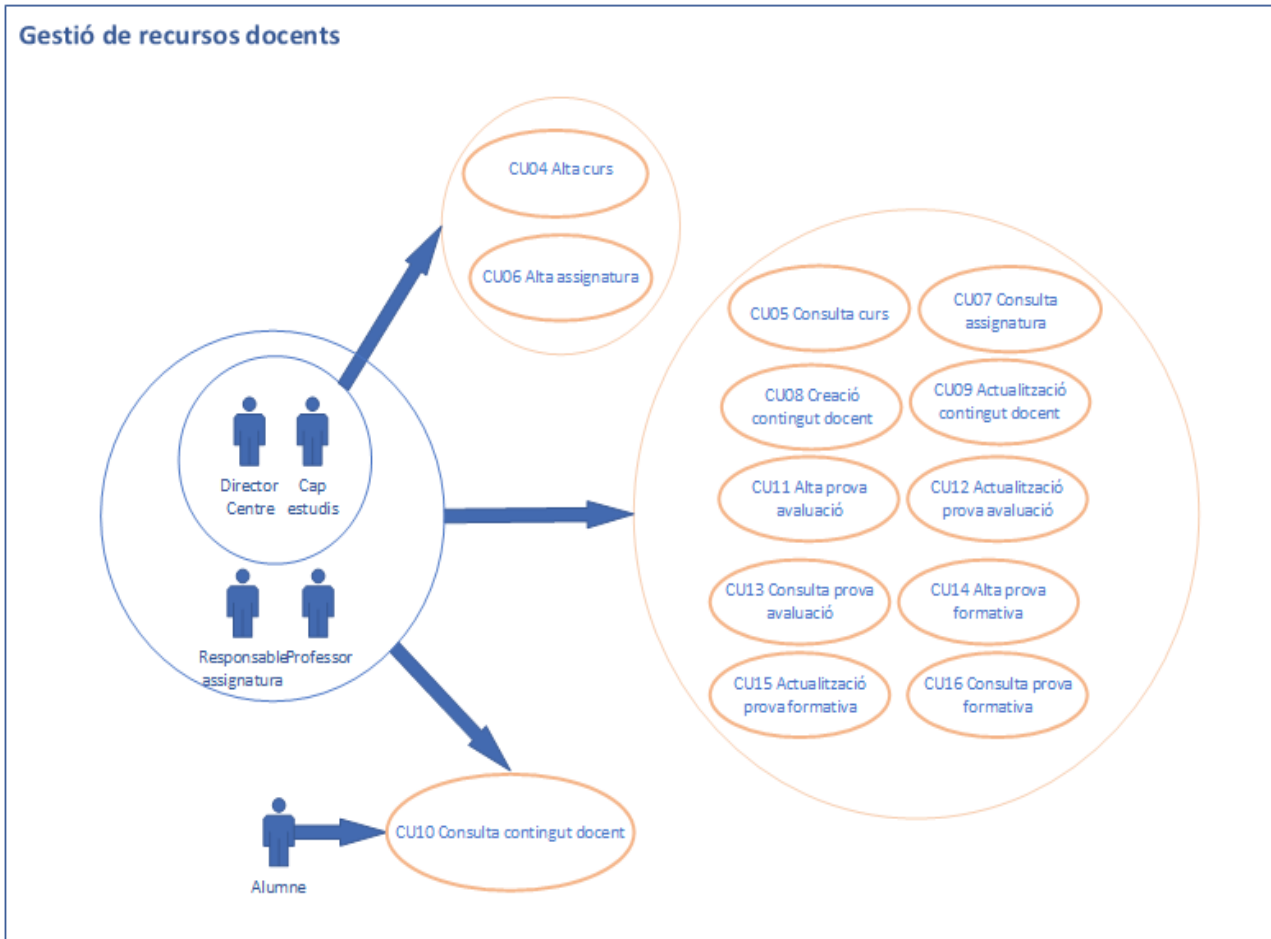 Gestió de recursos docents
CU04 Alta curs
CU06 Alta assignatura
CU05 Consulta curs
CU07 Consulta
assignatura
CU08 Creació
contingut docent
CU09 Actualització
contingut docent
CU11 Alta prova
avaluació
CU12 Actualització
prova avaluació
CU13 Consulta prova
avaluació
CU14 Alta prova
formativa
CU15 Actualització
prova formativa
CU16 Consulta prova
formativa
Director
Centre
Cap
estudis
Responsable
assignatura
Professor
CU10 Consulta contingut docent
Alumne